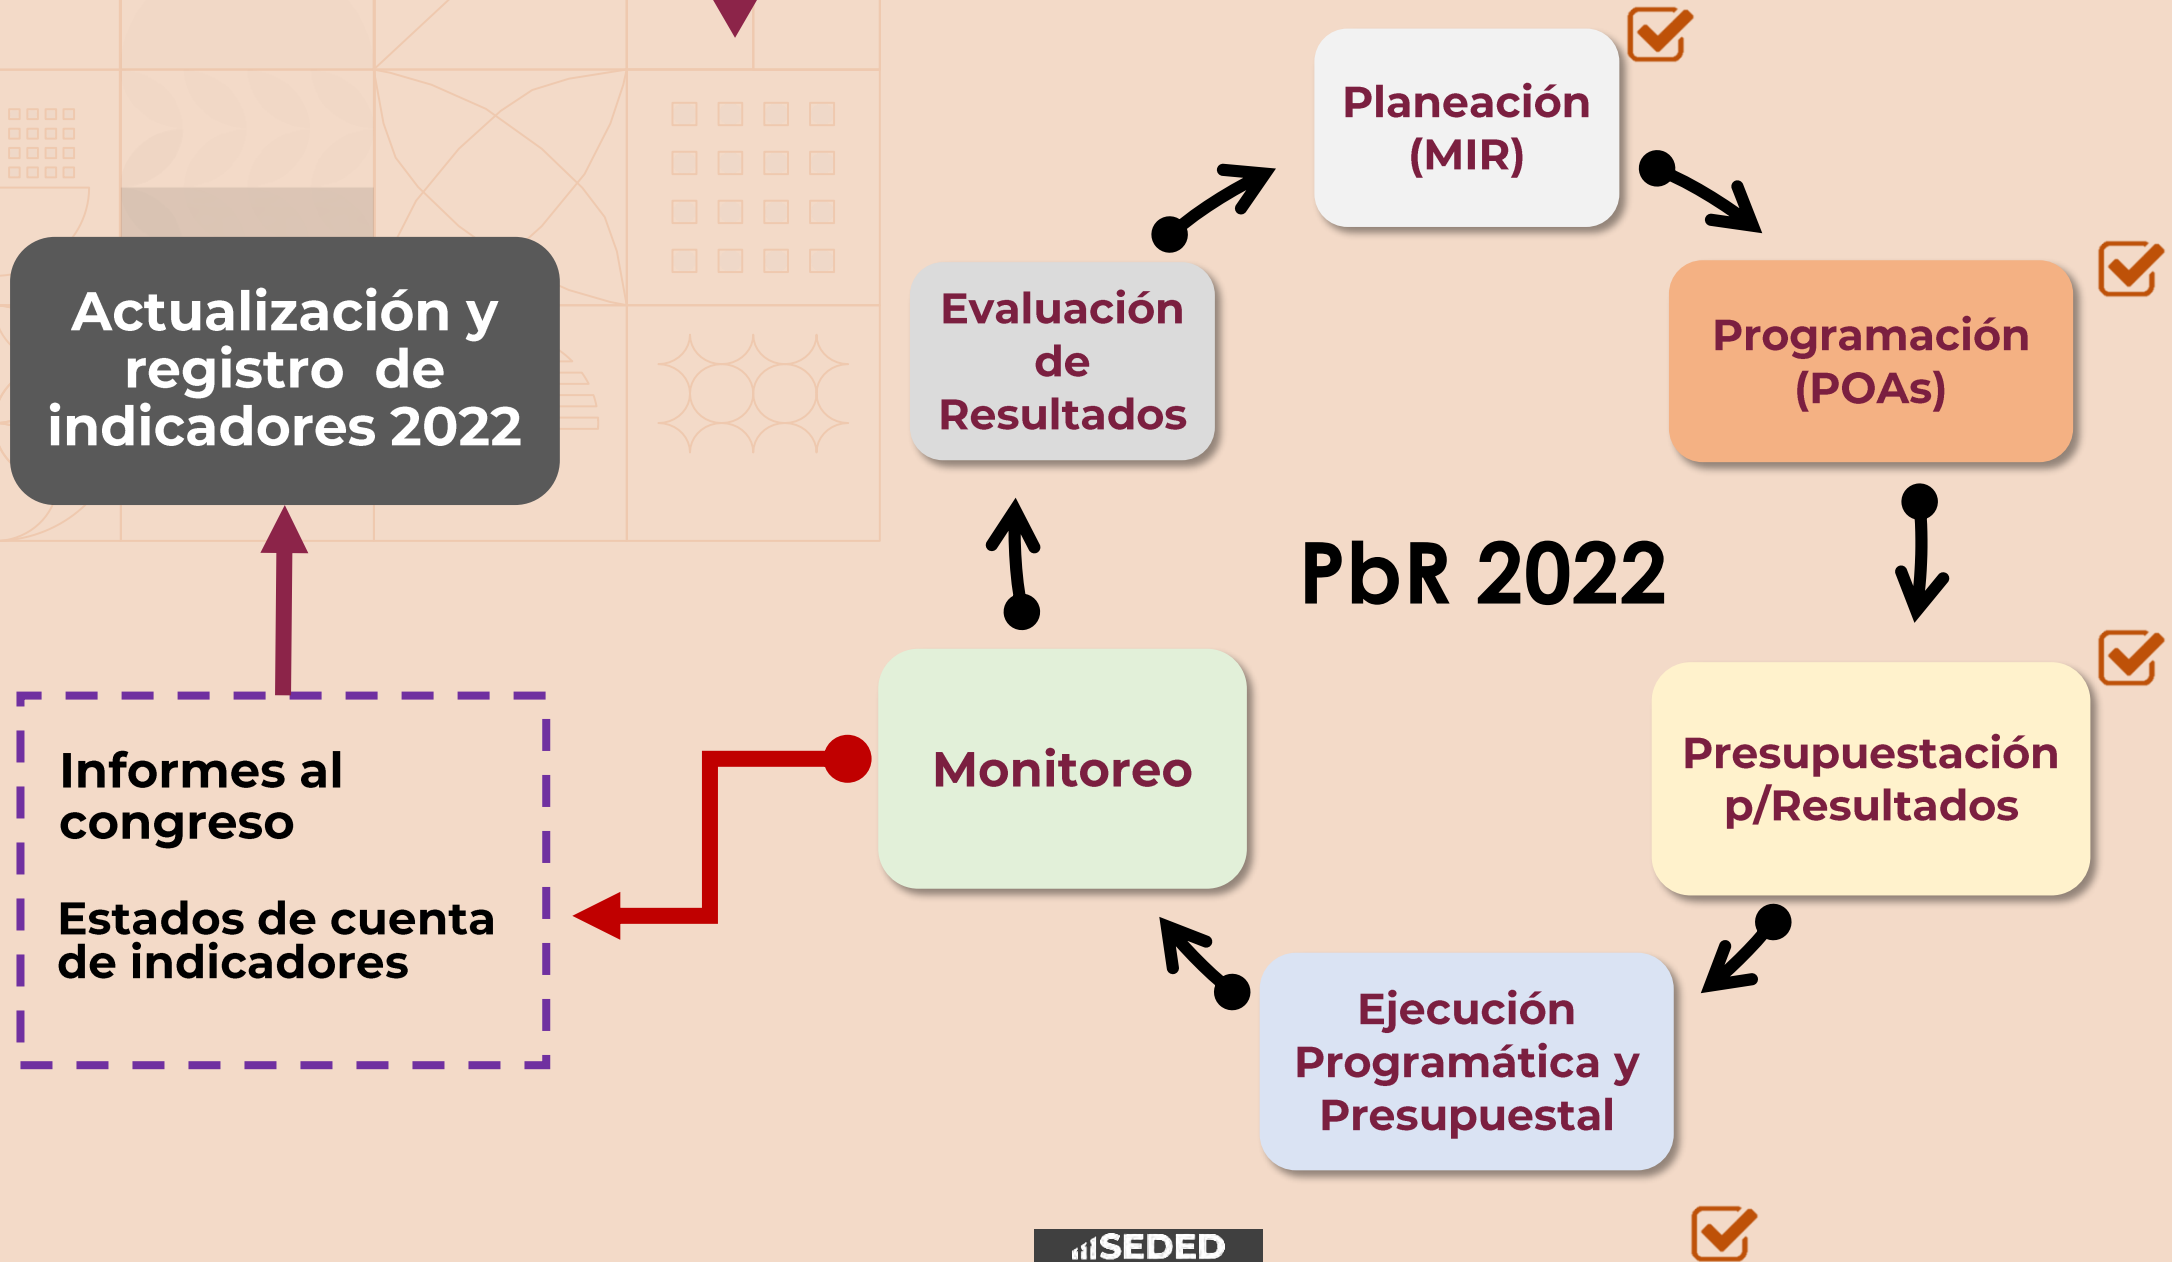 Planeación
(MIR)
Programación
(POAs)
Presupuestación
p/Resultados
Ejecución
Programática y
Presupuestal
Monitoreo
Evaluación
de
Resultados
PbR 2022
Actualización y
registro de
indicadores 2022
Informes al
congreso
Estados de cuenta
de indicadores
SEDED